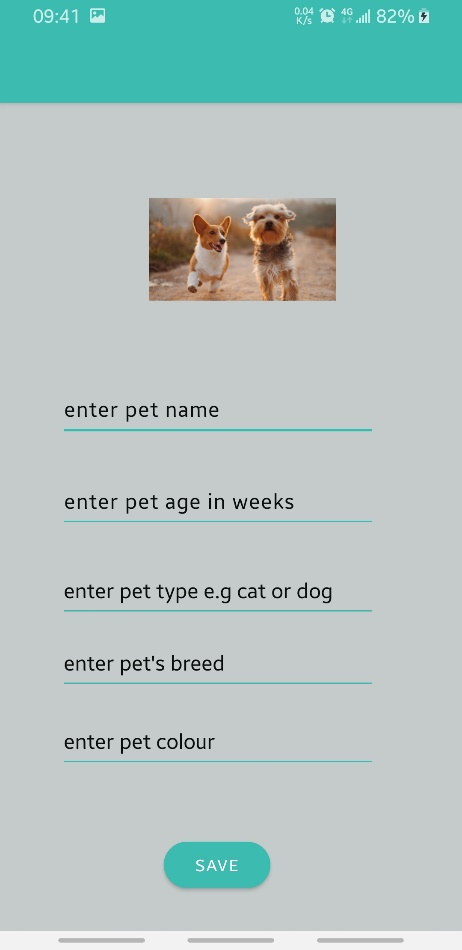 09:41 0.04 K/s 4G 82%
enter pet name
enter pet age in weeks
enter pet type e.g cat or dog
enter pet's breed
enter pet colour
SAVE